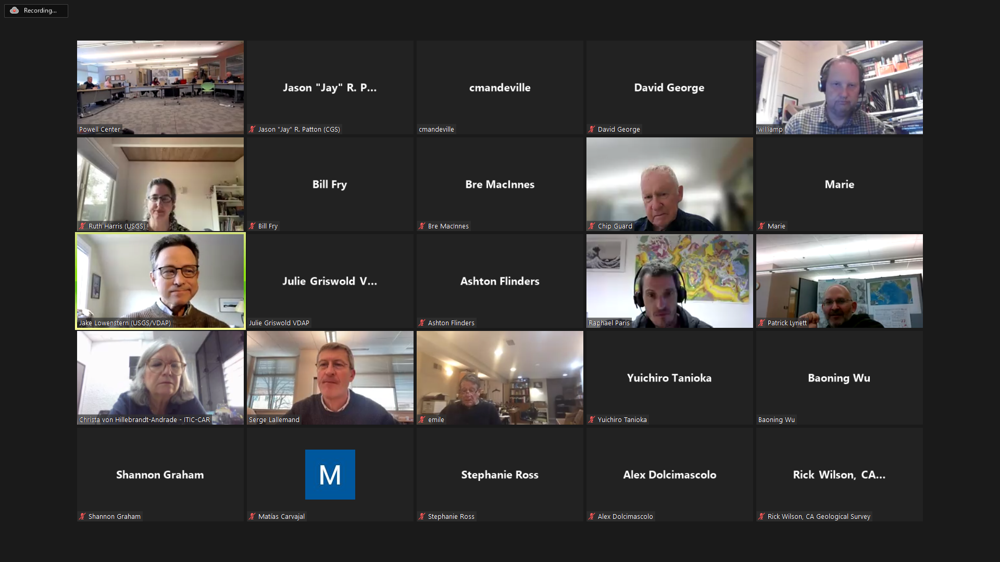 Recording...
Powell Center
Jason "Jay" R. P...
Jason "Jay" R. Patton (CGS)
cmandeville
cmandeville
David George
David George
williamp
Ruth Harris (USGS)
Bill Fry
Bill Fry
Bre MacInnes
Bre MacInnes
Chip Guard
Marie
Marie
Jake Lowenstern (USGS/VDAP)
Julie Griswold V...
Julie Griswold VDAP
Ashton Flinders
Ashton Flinders
Raphael Paris
Patrick Lynett
Christa von Hillebrandt-Andrade - ITIC-CAR
Serge Lallemand
emile
Yuichiro Tanioka
Yuichiro Tanioka
Baoning Wu
Baoning Wu
Shannon Graham
Shannon Graham
M
Matías Carvajal
Stephanie Ross
Stephanie Ross
Alex Dolcimascolo
Alex Dolcimascolo
Rick Wilson, CA...
Rick Wilson, CA Geological Survey